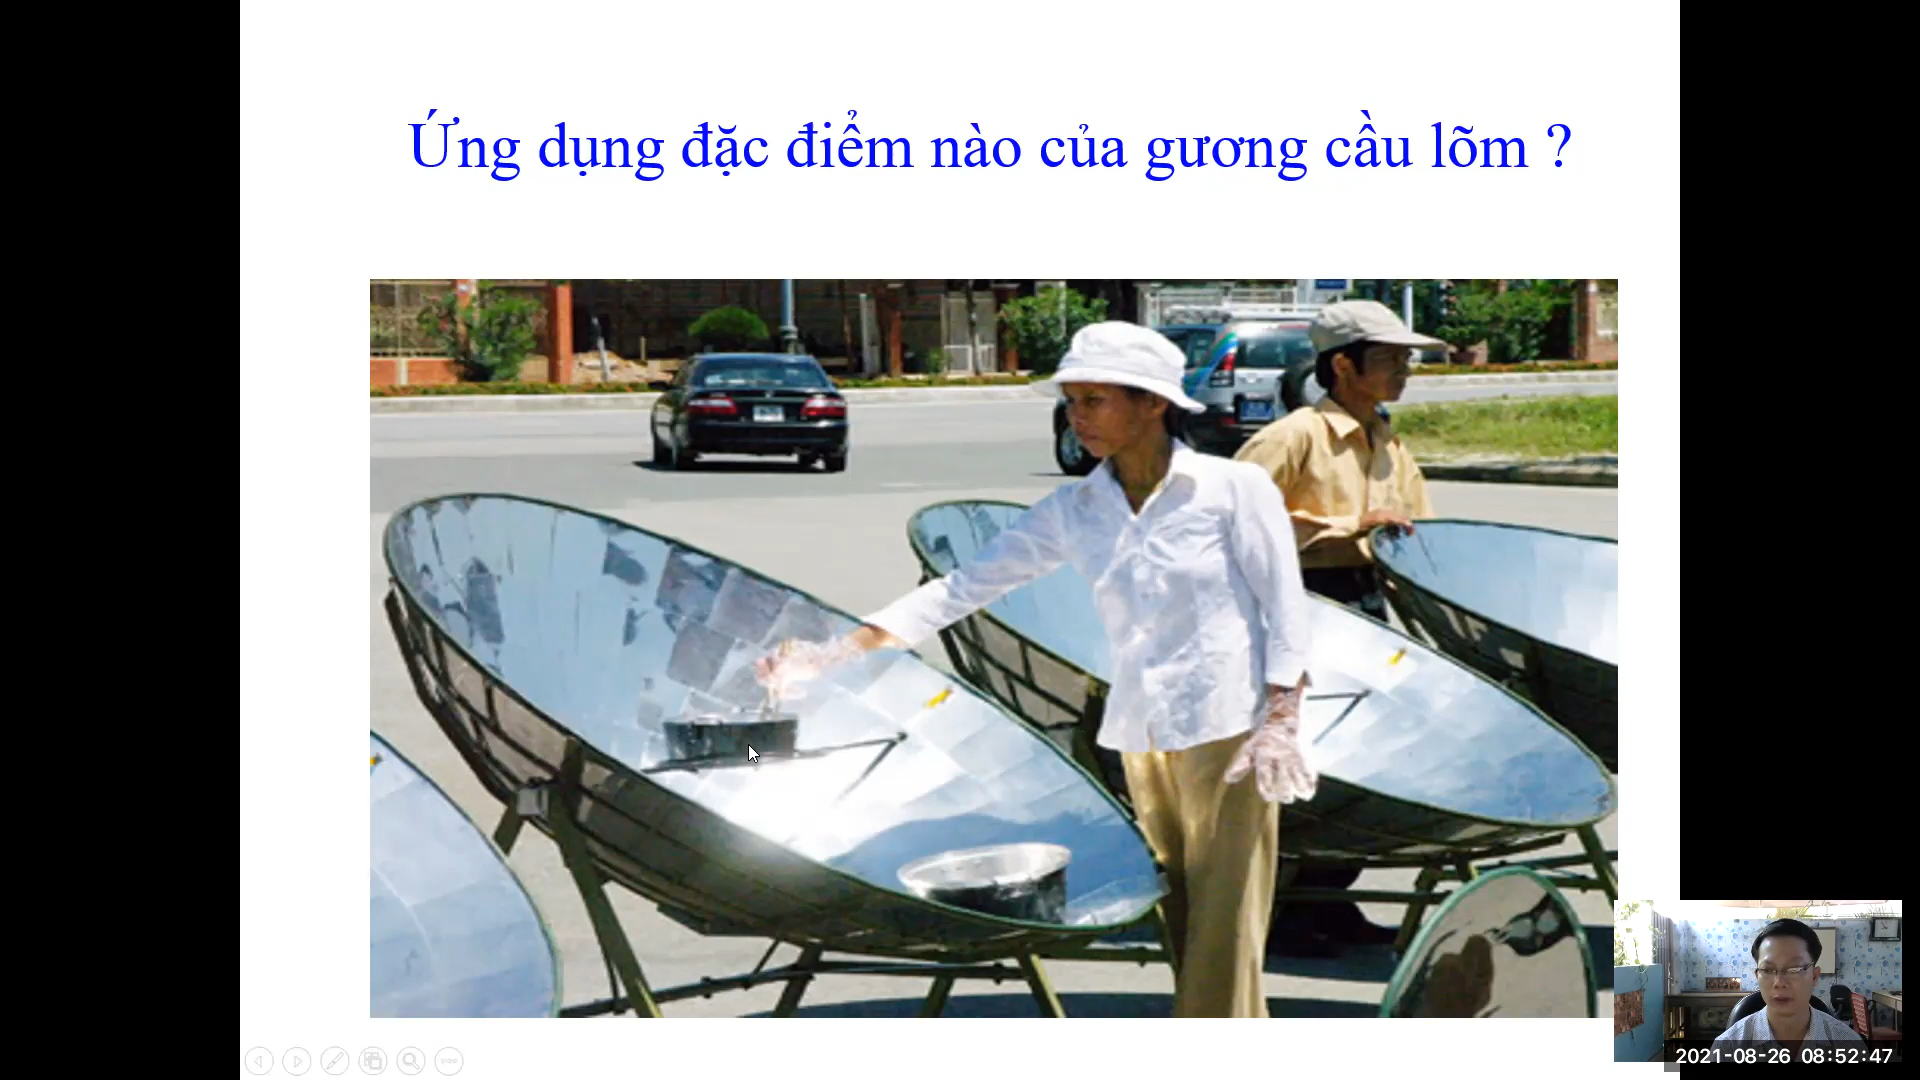 Ứng dụng đặc điểm nào của gương cầu lõm ?
2021-08-26 08:52:47